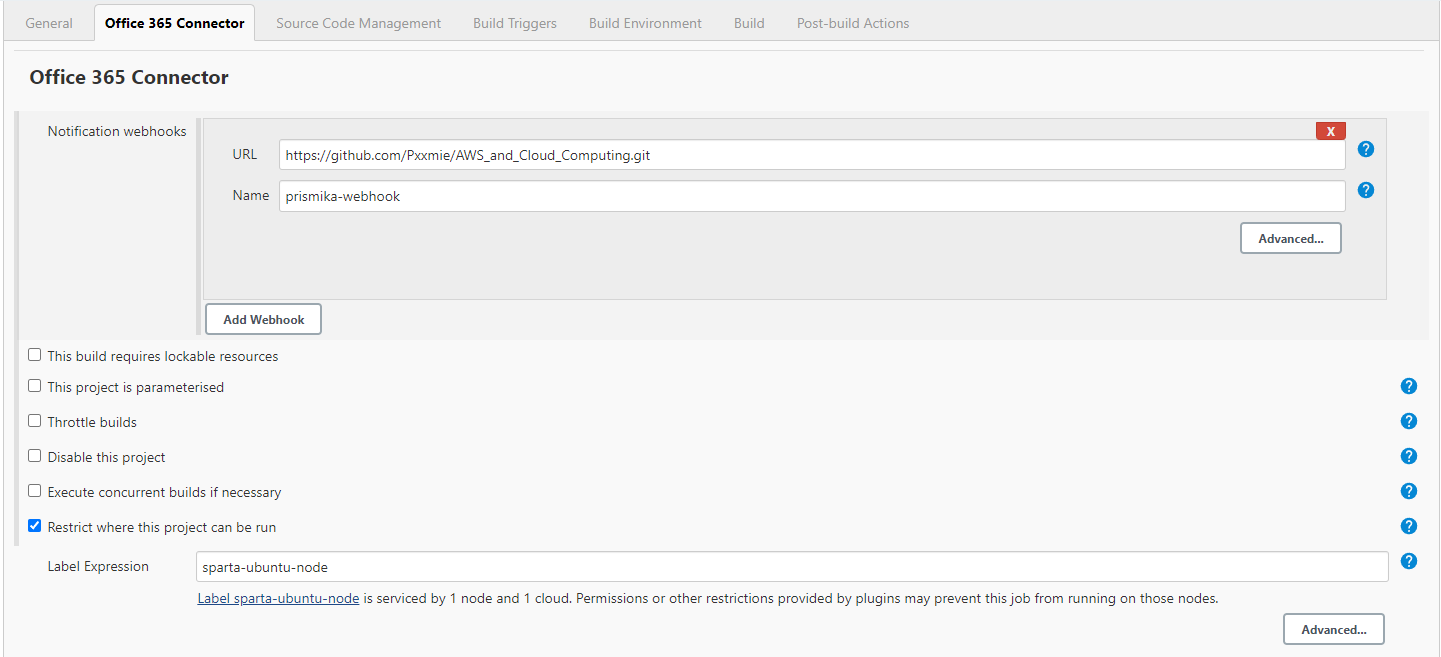 General
Office 365 Connector
Source Code Management
Build Triggers
Build Environment
Build
Post-build Actions
Office 365 Connector
Notification webhooks
X
URL
https://github.com/Pxxmie/AWS_and_Cloud_Computing.git
?
Name
prismika-webhook
?
Advanced...
Add Webhook
This build requires lockable resources
This project is parameterised
?
Throttle builds
?
Disable this project
?
Execute concurrent builds if necessary
?
Restrict where this project can be run
?
Label Expression
sparta-ubuntu-node
?
Label sparta-ubuntu-node is serviced by 1 node and 1 cloud. Permissions or other restrictions provided by plugins may prevent this job from running on those nodes.
Advanced...